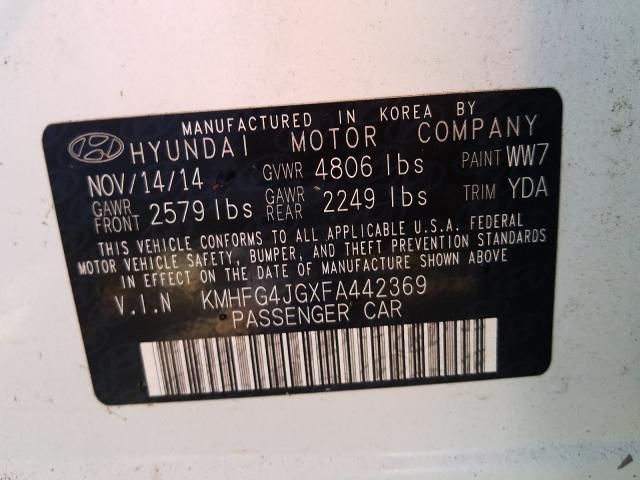 MANUFACTURED IN KOREA BY
HYUNDAI MOTOR COMPANY
NOV/14/14 GVWR 4806 lbs PAINT WW7
GAWR FRONT 2579 lbs GAWR REAR 2249 lbs TRIM YDA
THIS VEHICLE CONFORMS TO ALL APPLICABLE U.S.A. FEDERAL
MOTOR VEHICLE SAFETY, BUMPER, AND THEFT PREVENTION STANDARDS
IN EFFECT ON THE DATE OF MANUFACTURE SHOWN ABOVE
V.I.N KMHFG4JGXFA442369
PASSENGER CAR